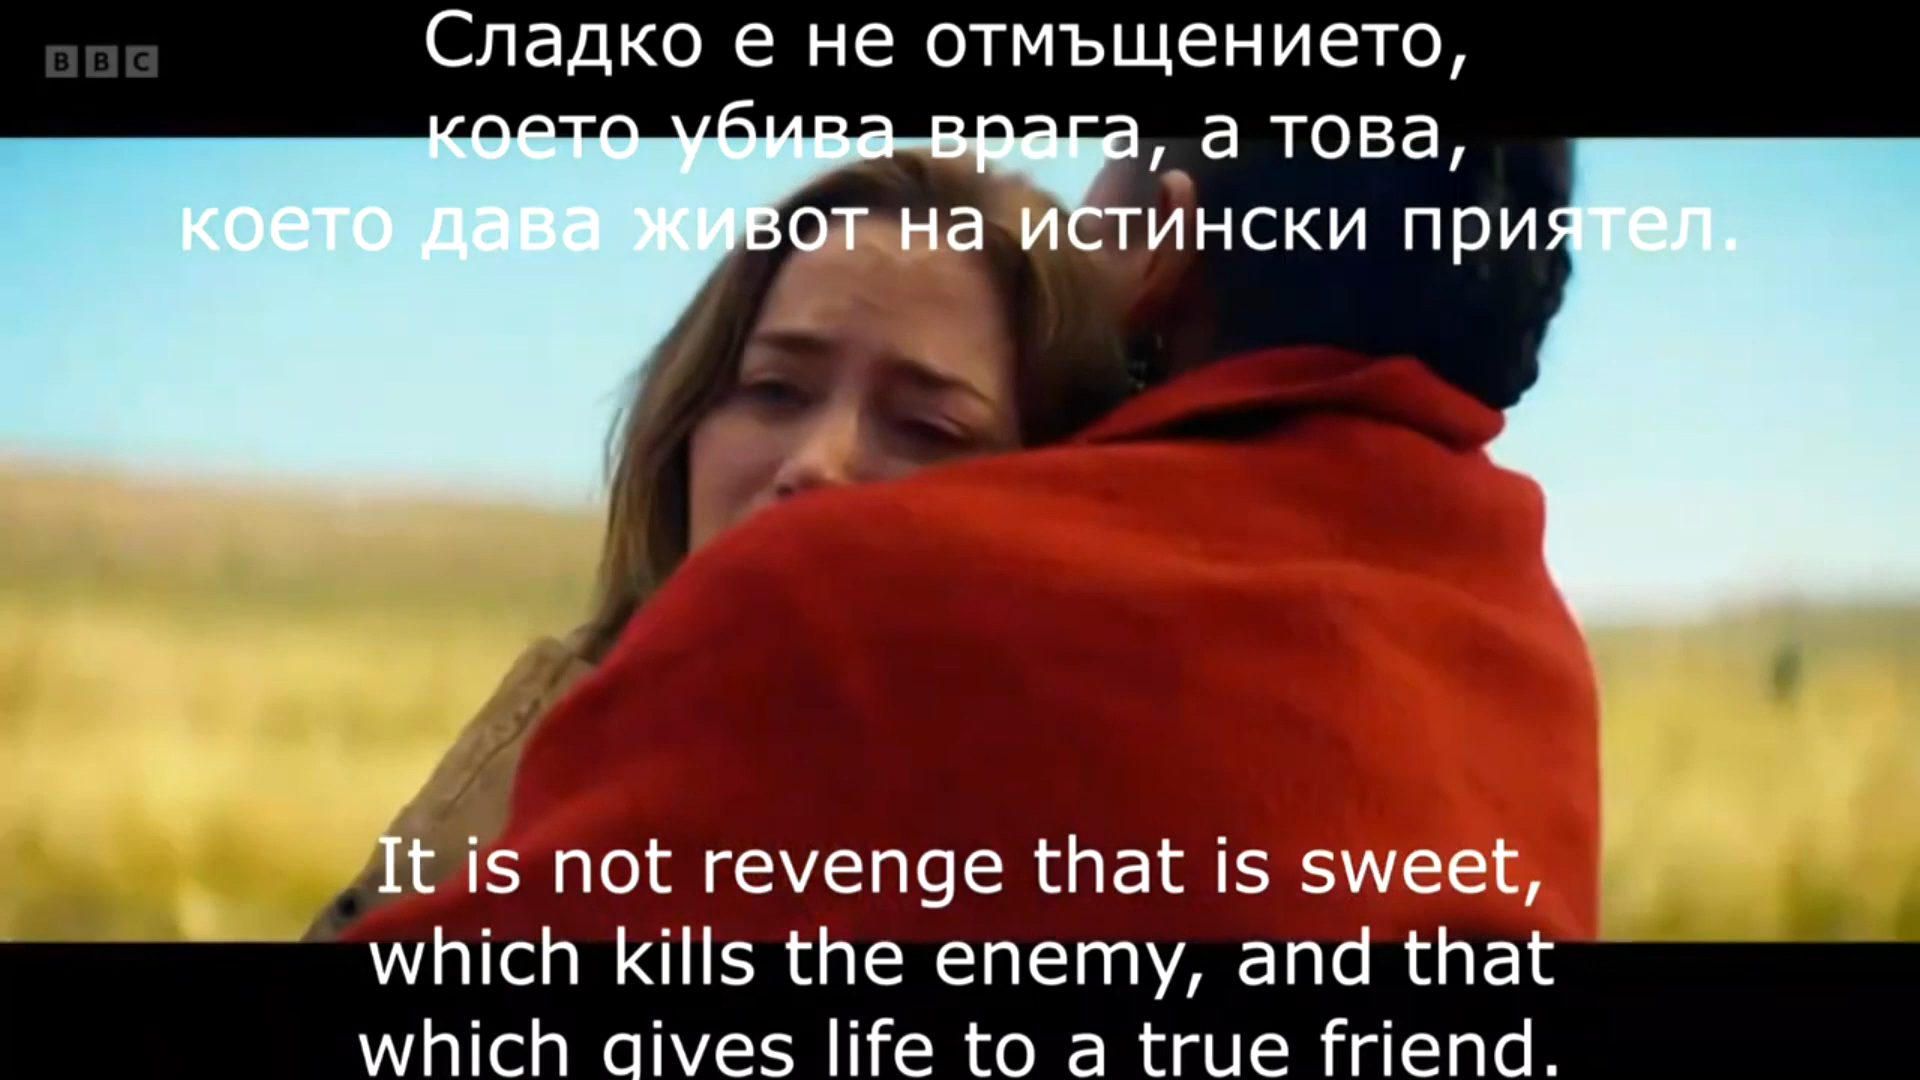 BBC
Сладко е не отмъщението,
което убива врага, а това,
което дава живот на истински приятел.
It is not revenge that is sweet,
which kills the enemy, and that
which gives life to a true friend.